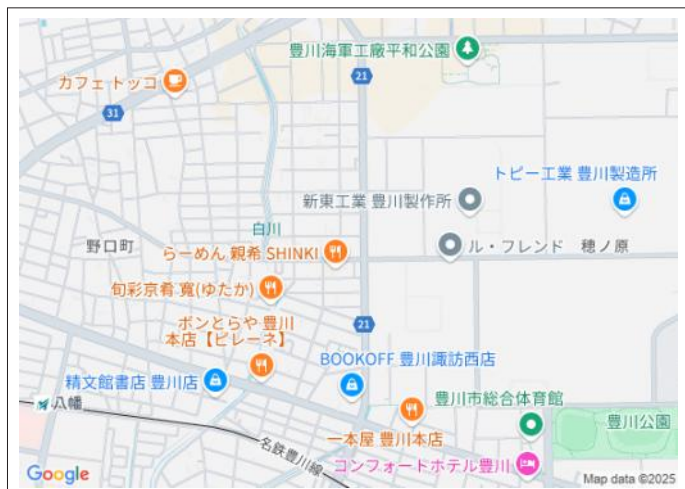 豊川海軍工廠平和公園
カフェ トッコ
21
31
トピー工業 豊川製造所
新東工業 豊川製作所
白川
野口町
らーめん 親希 SHINKI
ル・フレンド 穂ノ原
旬彩京肴 寛(ゆたか)
ボンとらや 豊川
本店【ピレーネ】
21
BOOKOFF 豊川諏訪西店
精文館書店 豊川店
八幡
豊川市総合体育館
豊川公園
一本屋 豊川本店
名鉄豊川線
コンフォートホテル豊川
Google
Map data ©2025